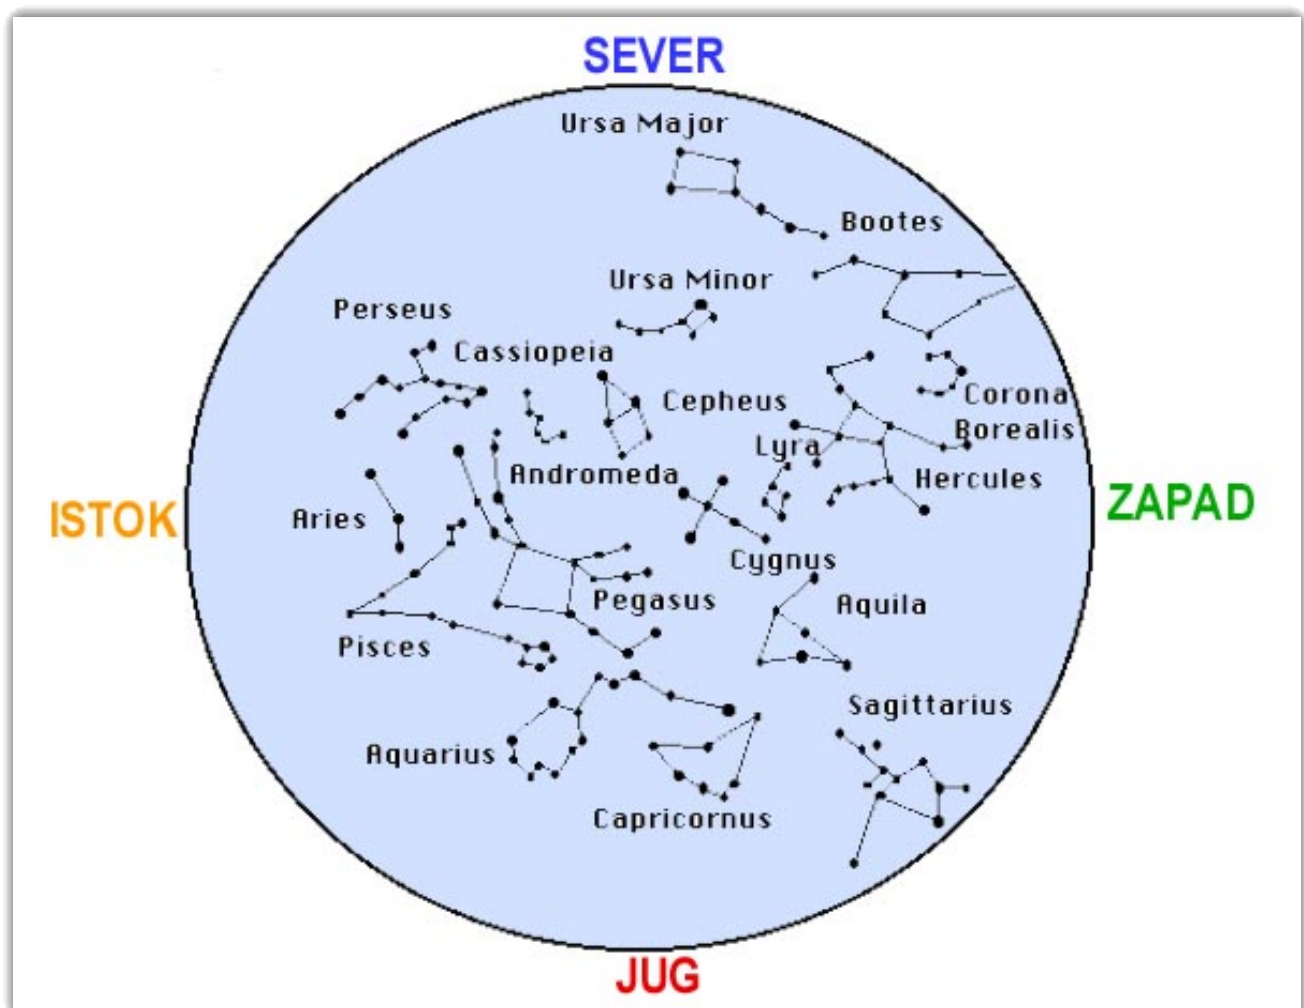 SEVER
Ursa Major
Bootes
Ursa Minor
Perseus
Cassiopeia
Cepheus
Corona
Borealis
Lyra
Andromeda
Hercules
ISTOK
ZAPAD
Aries
Cygnus
Pegasus
Aquila
Pisces
Sagittarius
Aquarius
Capricornus
JUG